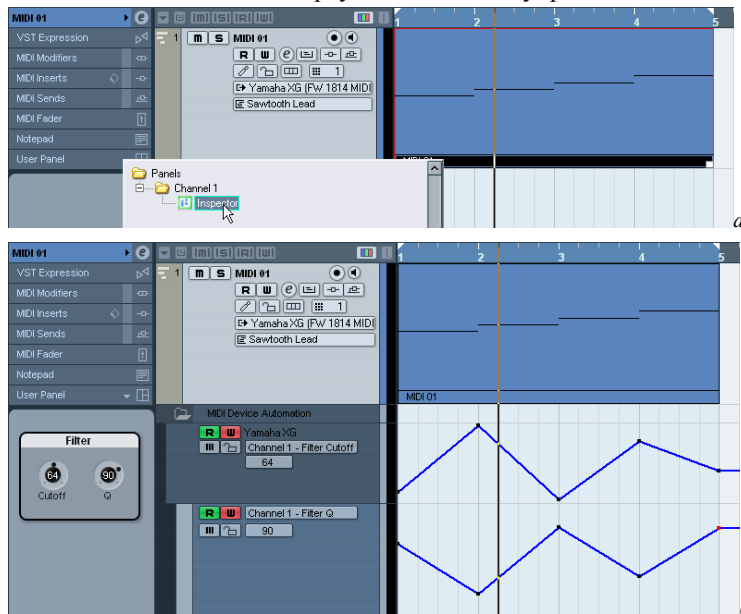 MIDI 01
1 2 3 4 5
VST Expression
MIDI Modifiers
MIDI Inserts
MIDI Sends
MIDI Fader
Notepad
User Panel
1 m S MIDI 01
R W e
1
Yamaha XG (FW 1814 MIDI
Sawtooth Lead
MIDI 01
Panels
Channel 1
Inspector
a
MIDI 01
1 2 3 4 5
VST Expression
MIDI Modifiers
MIDI Inserts
MIDI Sends
MIDI Fader
Notepad
User Panel
1 m S MIDI 01
R W e
1
Yamaha XG (FW 1814 MIDI
Sawtooth Lead
MIDI 01
MIDI Device Automation
R W Yamaha XG
Channel 1 - Filter Cutoff
64
R W Channel 1 - Filter Q
90
Filter
64 90
Cutoff Q